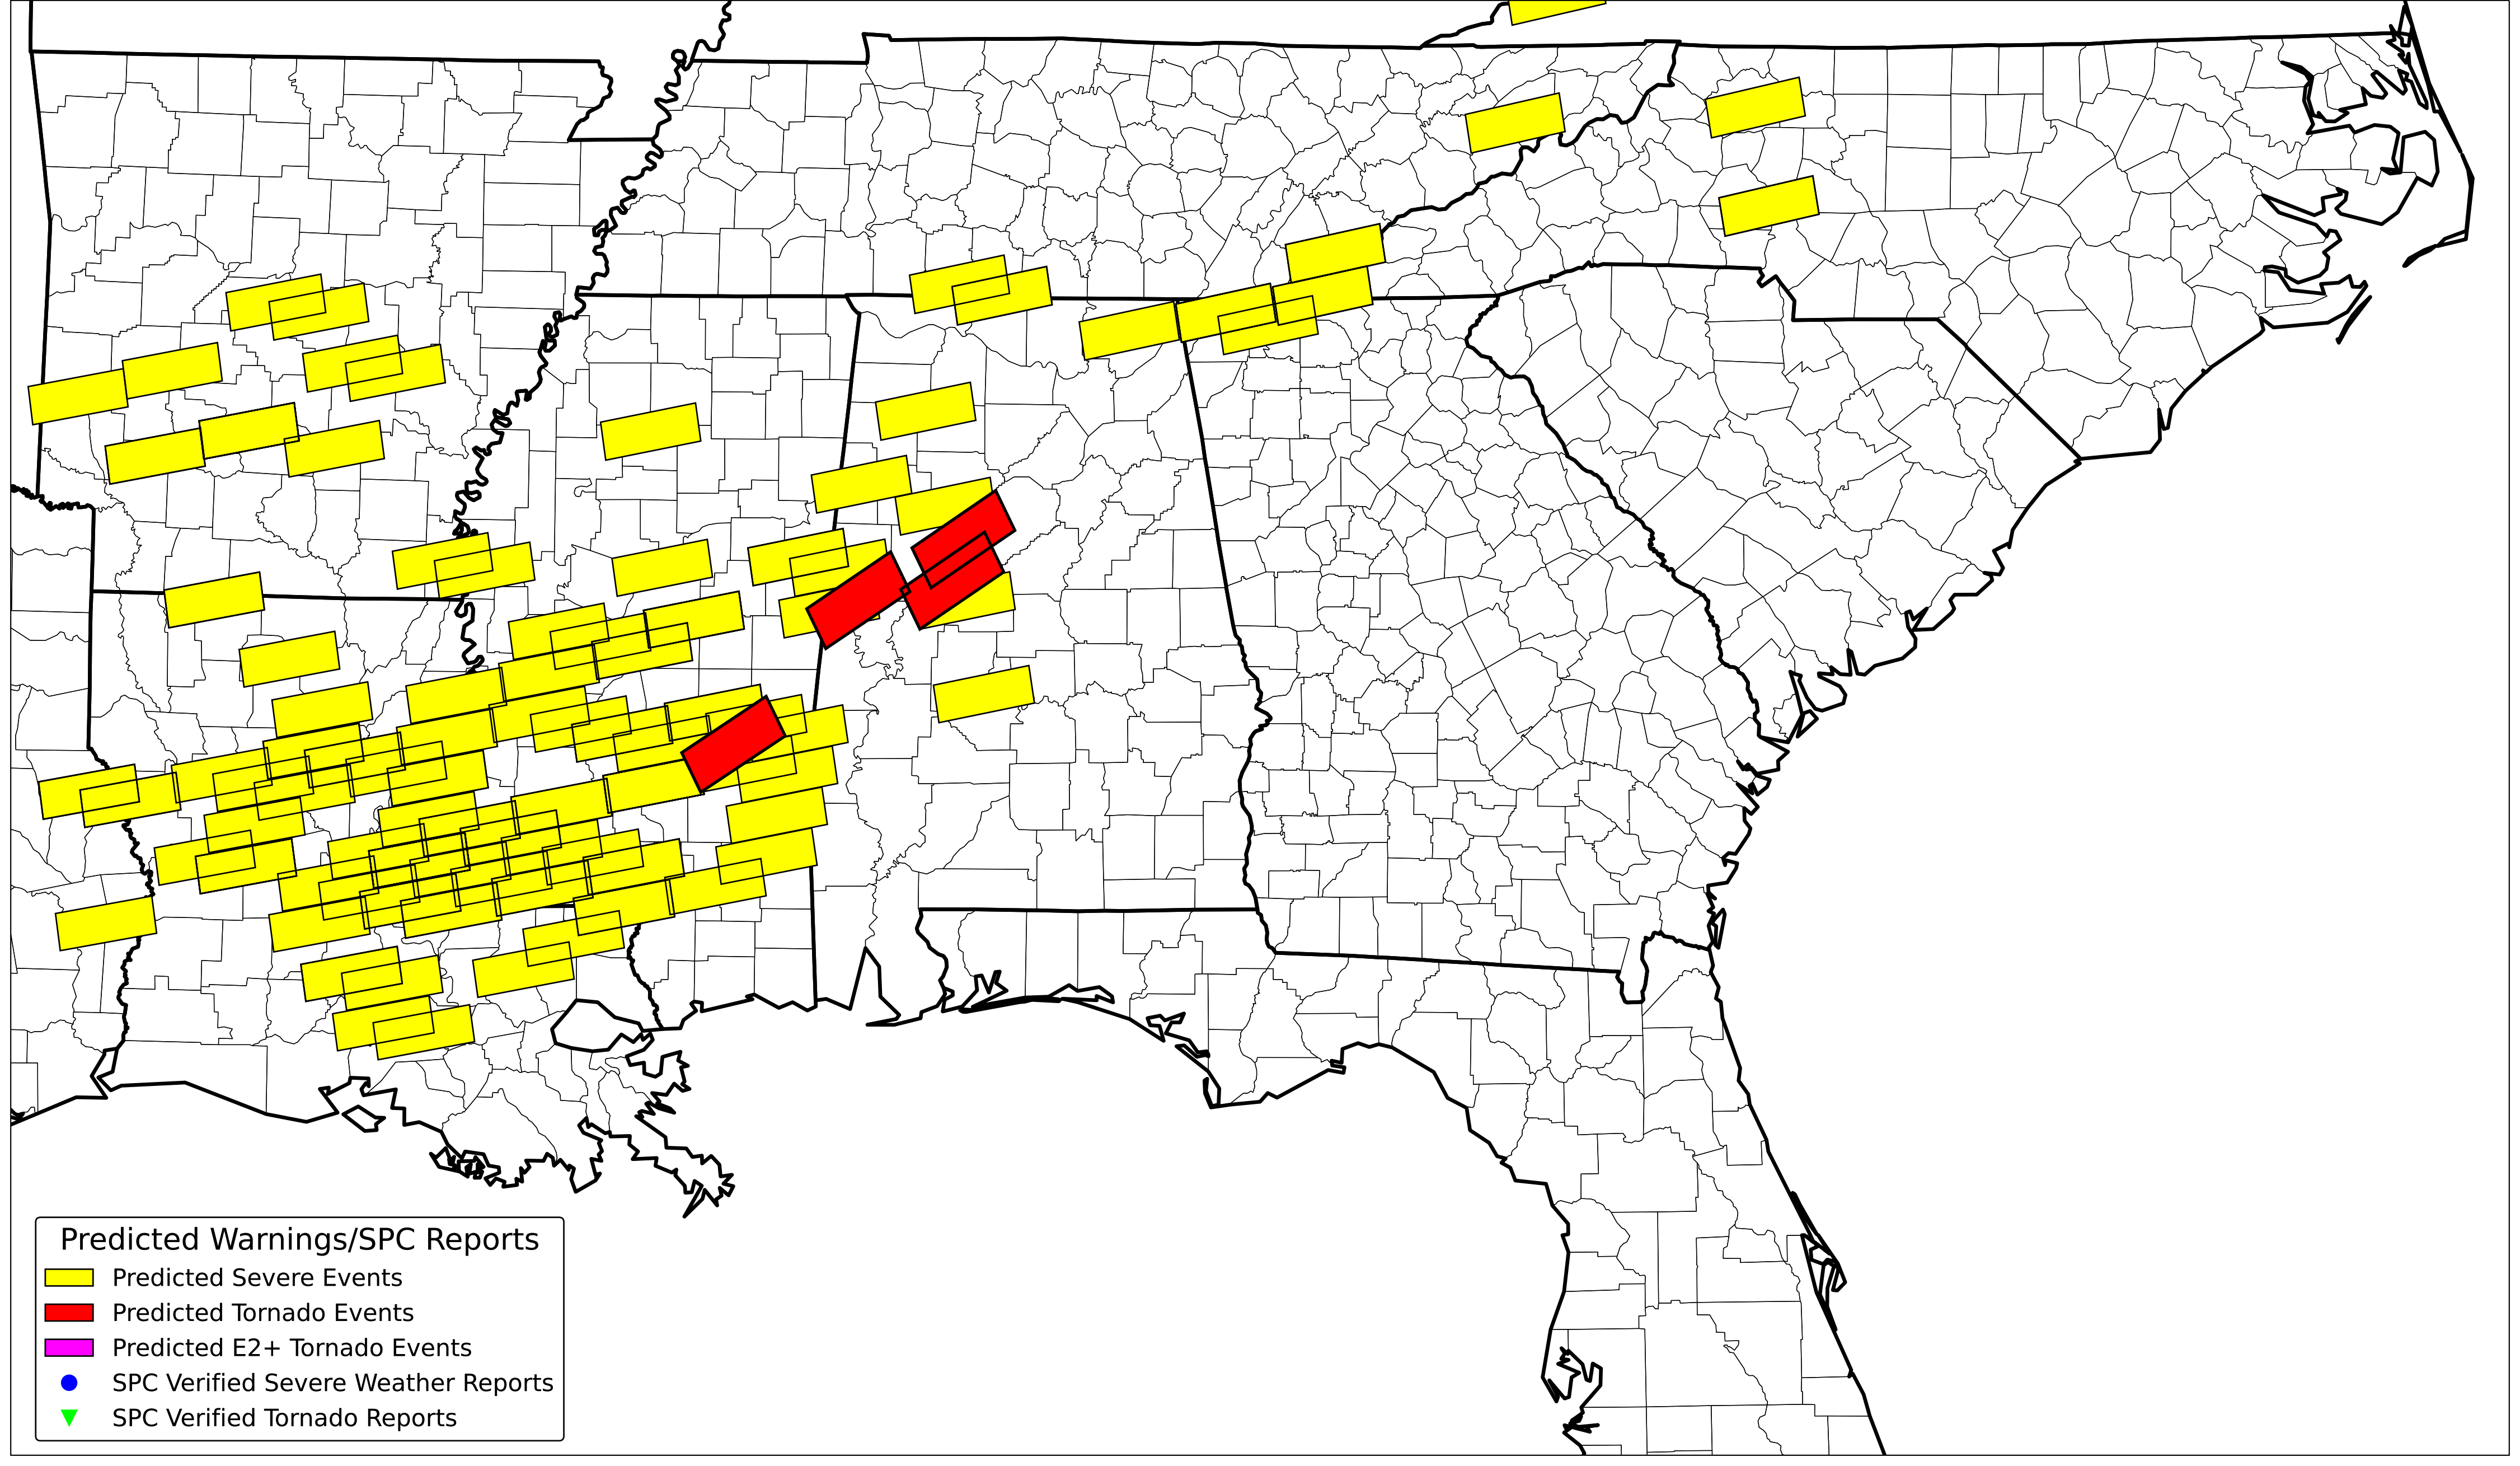 Predicted Warnings/SPC Reports
Predicted Severe Events
Predicted Tornado Events
Predicted E2+ Tornado Events
SPC Verified Severe Weather Reports
SPC Verified Tornado Reports